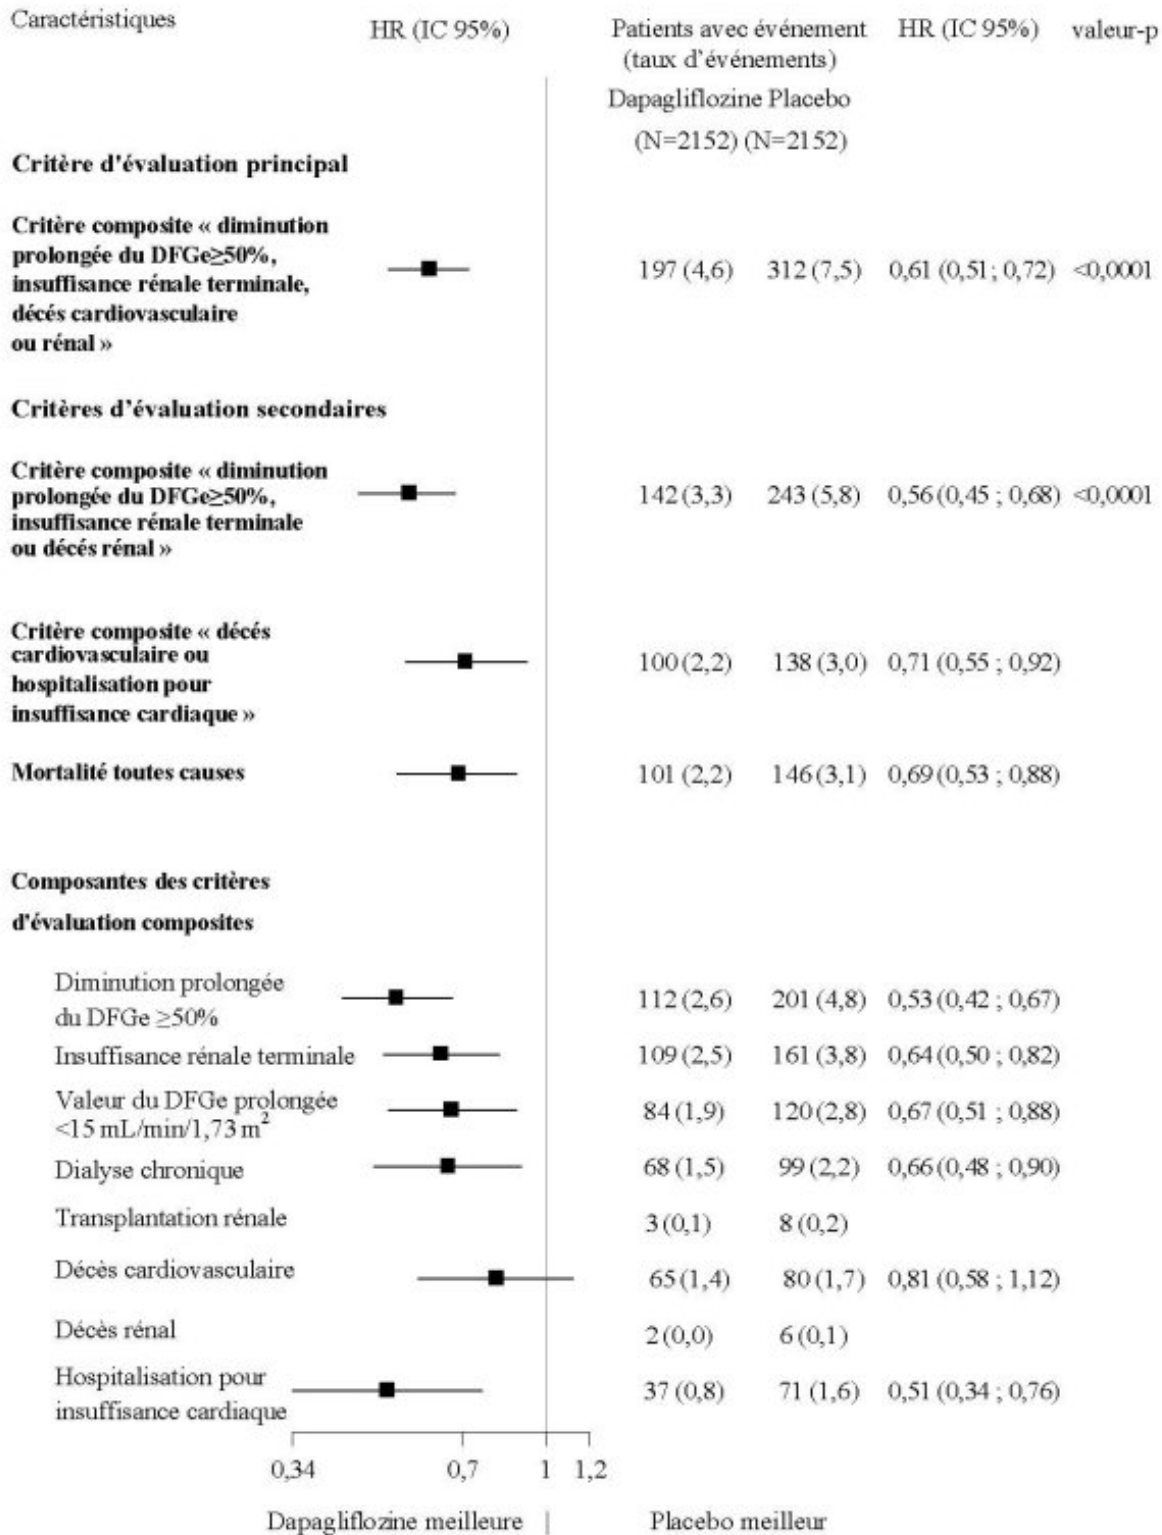 Caractéristiques
HR (IC 95%)
Patients avec événement
(taux d'événements)
HR (IC 95%)
valeur-p
Dapagliflozine Placebo
(N=2152) (N=2152)
Critère d'évaluation principal
Critère composite « diminution
prolongée du DFGe≥50%,
insuffisance rénale terminale,
décés cardiovasculaire
ou rénal »
197 (4,6) 312 (7,5) 0,61 (0,51; 0,72) <0,0001
Critères d'évaluation secondaires
Critère composite « diminution
prolongée du DFGe≥50%,
insuffisance rénale terminale
ou décés rénal »
142 (3,3) 243 (5,8) 0,56 (0,45 ; 0,68) <0,0001
Critère composite « décés
cardiovasculaire ou
hospitalisation pour
insuffisance cardiaque »
100 (2,2) 138 (3,0) 0,71 (0,55 ; 0,92)
Mortalité toutes causes
101 (2,2) 146 (3,1) 0,69 (0,53 ; 0,88)
Composantes des critères
d'évaluation composites
Diminution prolongée
du DFGe ≥50%
112 (2,6) 201 (4,8) 0,53 (0,42 ; 0,67)
Insuffisance rénale terminale
109 (2,5) 161 (3,8) 0,64 (0,50 ; 0,82)
Valeur du DFGe prolongée
<15 mL/min/1,73 m²
84 (1,9) 120 (2,8) 0,67 (0,51 ; 0,88)
Dialyse chronique
68 (1,5) 99 (2,2) 0,66 (0,48 ; 0,90)
Transplantation rénale
3 (0,1) 8 (0,2)
Décès cardiovasculaire
65 (1,4) 80 (1,7) 0,81 (0,58 ; 1,12)
Décès rénal
2 (0,0) 6 (0,1)
Hospitalisation pour
insuffisance cardiaque
37 (0,8) 71 (1,6) 0,51 (0,34 ; 0,76)
0,34 0,7 1 1,2
Dapagliflozine meilleure | Placebo meilleur